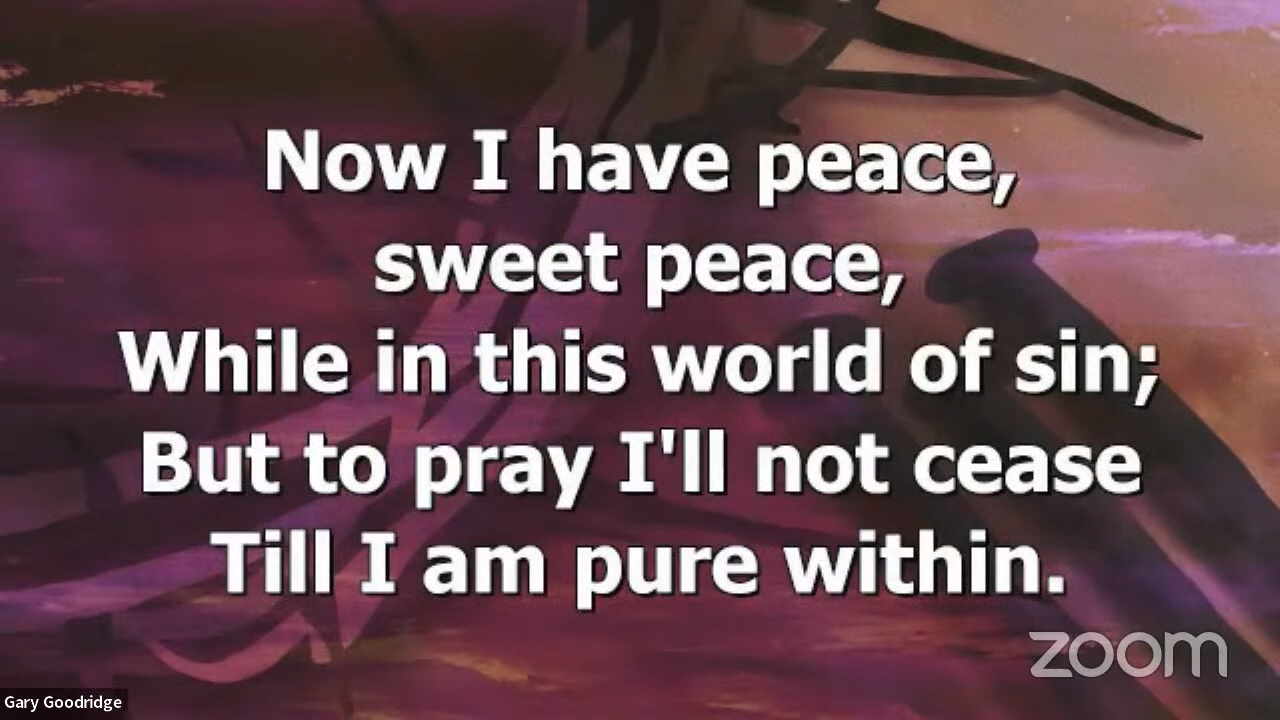 Now I have peace,
sweet peace,
While in this world of sin;
But to pray I'll not cease
Till I am pure within.
zoom
Gary Goodridge